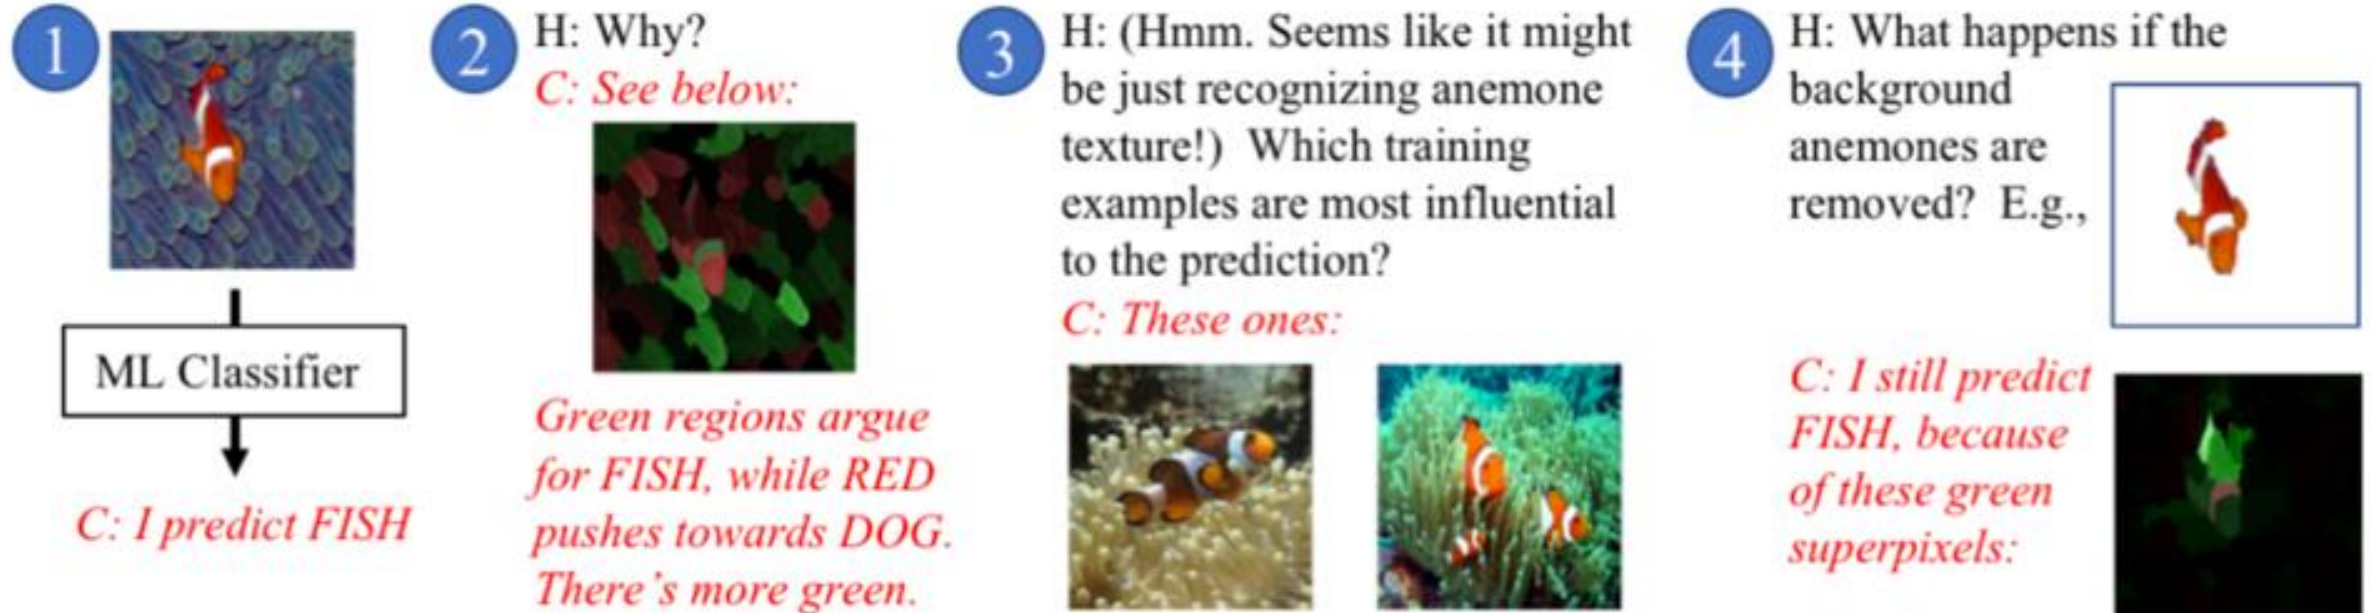 1
ML Classifier
C: I predict FISH
2
H: Why?
C: See below:
Green regions argue
for FISH, while RED
pushes towards DOG.
There's more green.
3
H: (Hmm. Seems like it might
be just recognizing anemone
texture!) Which training
examples are most influential
to the prediction?
C: These ones:
4
H: What happens if the
background
anemones are
removed? E.g.,
C: I still predict
FISH, because
of these green
superpixels: